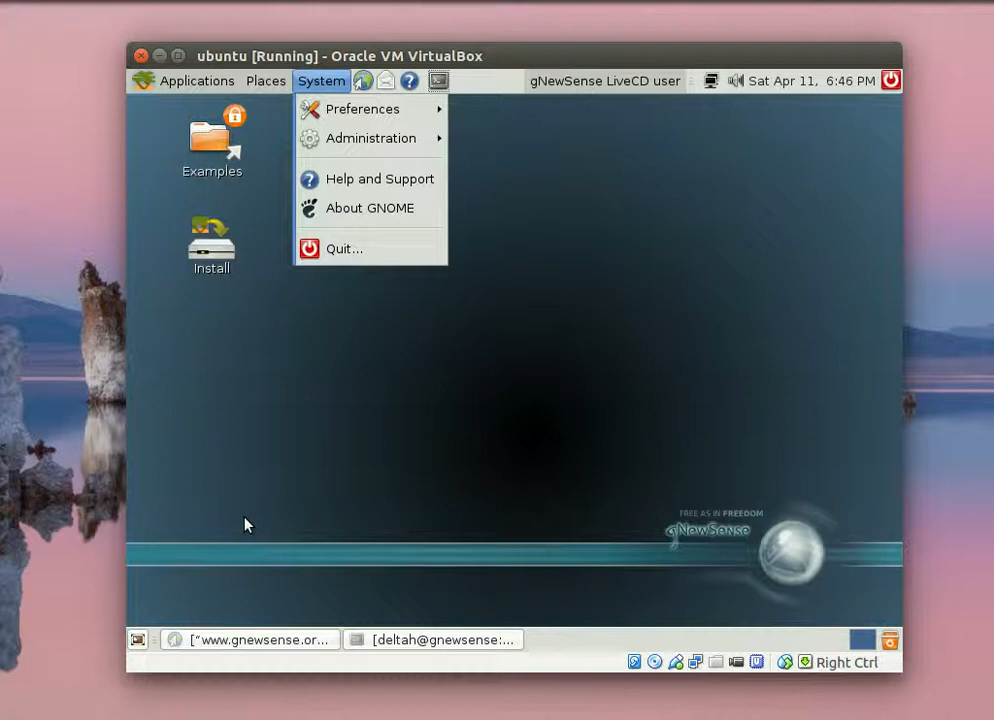 ubuntu [Running] - Oracle VM VirtualBox
Applications Places System gNewSense LiveCD user Sat Apr 11, 6:46 PM
Preferences
Administration
Help and Support
About GNOME
Quit...
Examples
Install
FREE AS IN FREEDOM
gNewSense
["www.gnewsense.or... [deltah@gnewsense:...
Right Ctrl